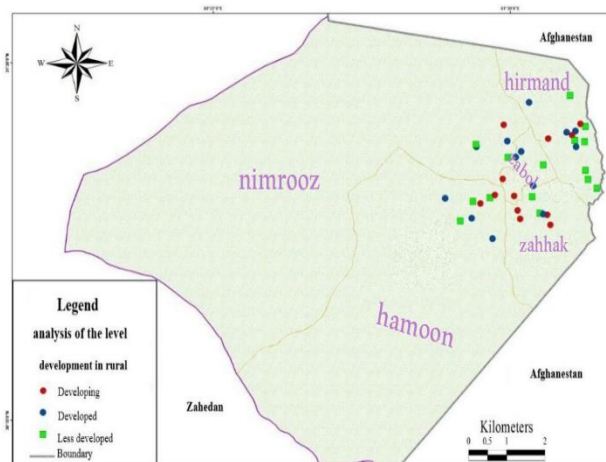 Afghanestan
N
W E
S
hirmand
nimrooz
zabol
zahhak
hamoon
Legend
analysis of the level
development in rural
Developing
Developed
Less developed
Boundary
Zahedan
Afghanestan
Kilometers
0 0.5 1 2